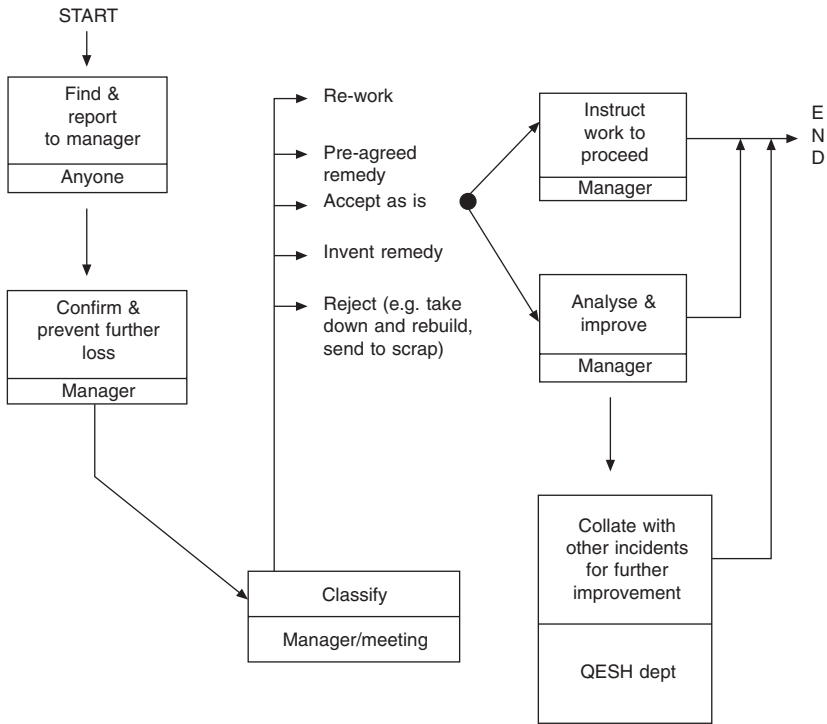 START
Find &
report
to manager
Anyone
Confirm &
prevent further
loss
Manager
Classify
Manager/meeting
Re-work
Pre-agreed
remedy
Accept as is
Invent remedy
Reject (e.g. take
down and rebuild,
send to scrap)
Instruct
work to
proceed
Manager
Analyse &
improve
Manager
Collate with
other incidents
for further
improvement
QESH dept
E
N
D